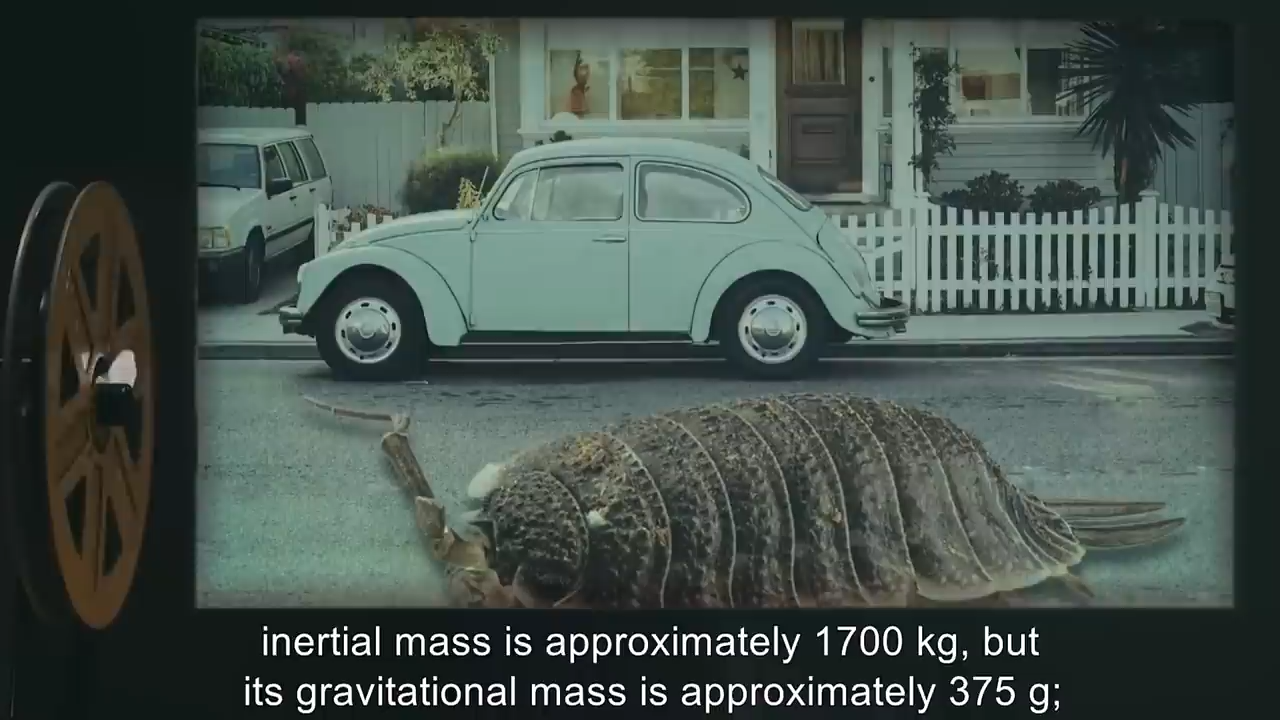 inertial mass is approximately 1700 kg, but
its gravitational mass is approximately 375 g;